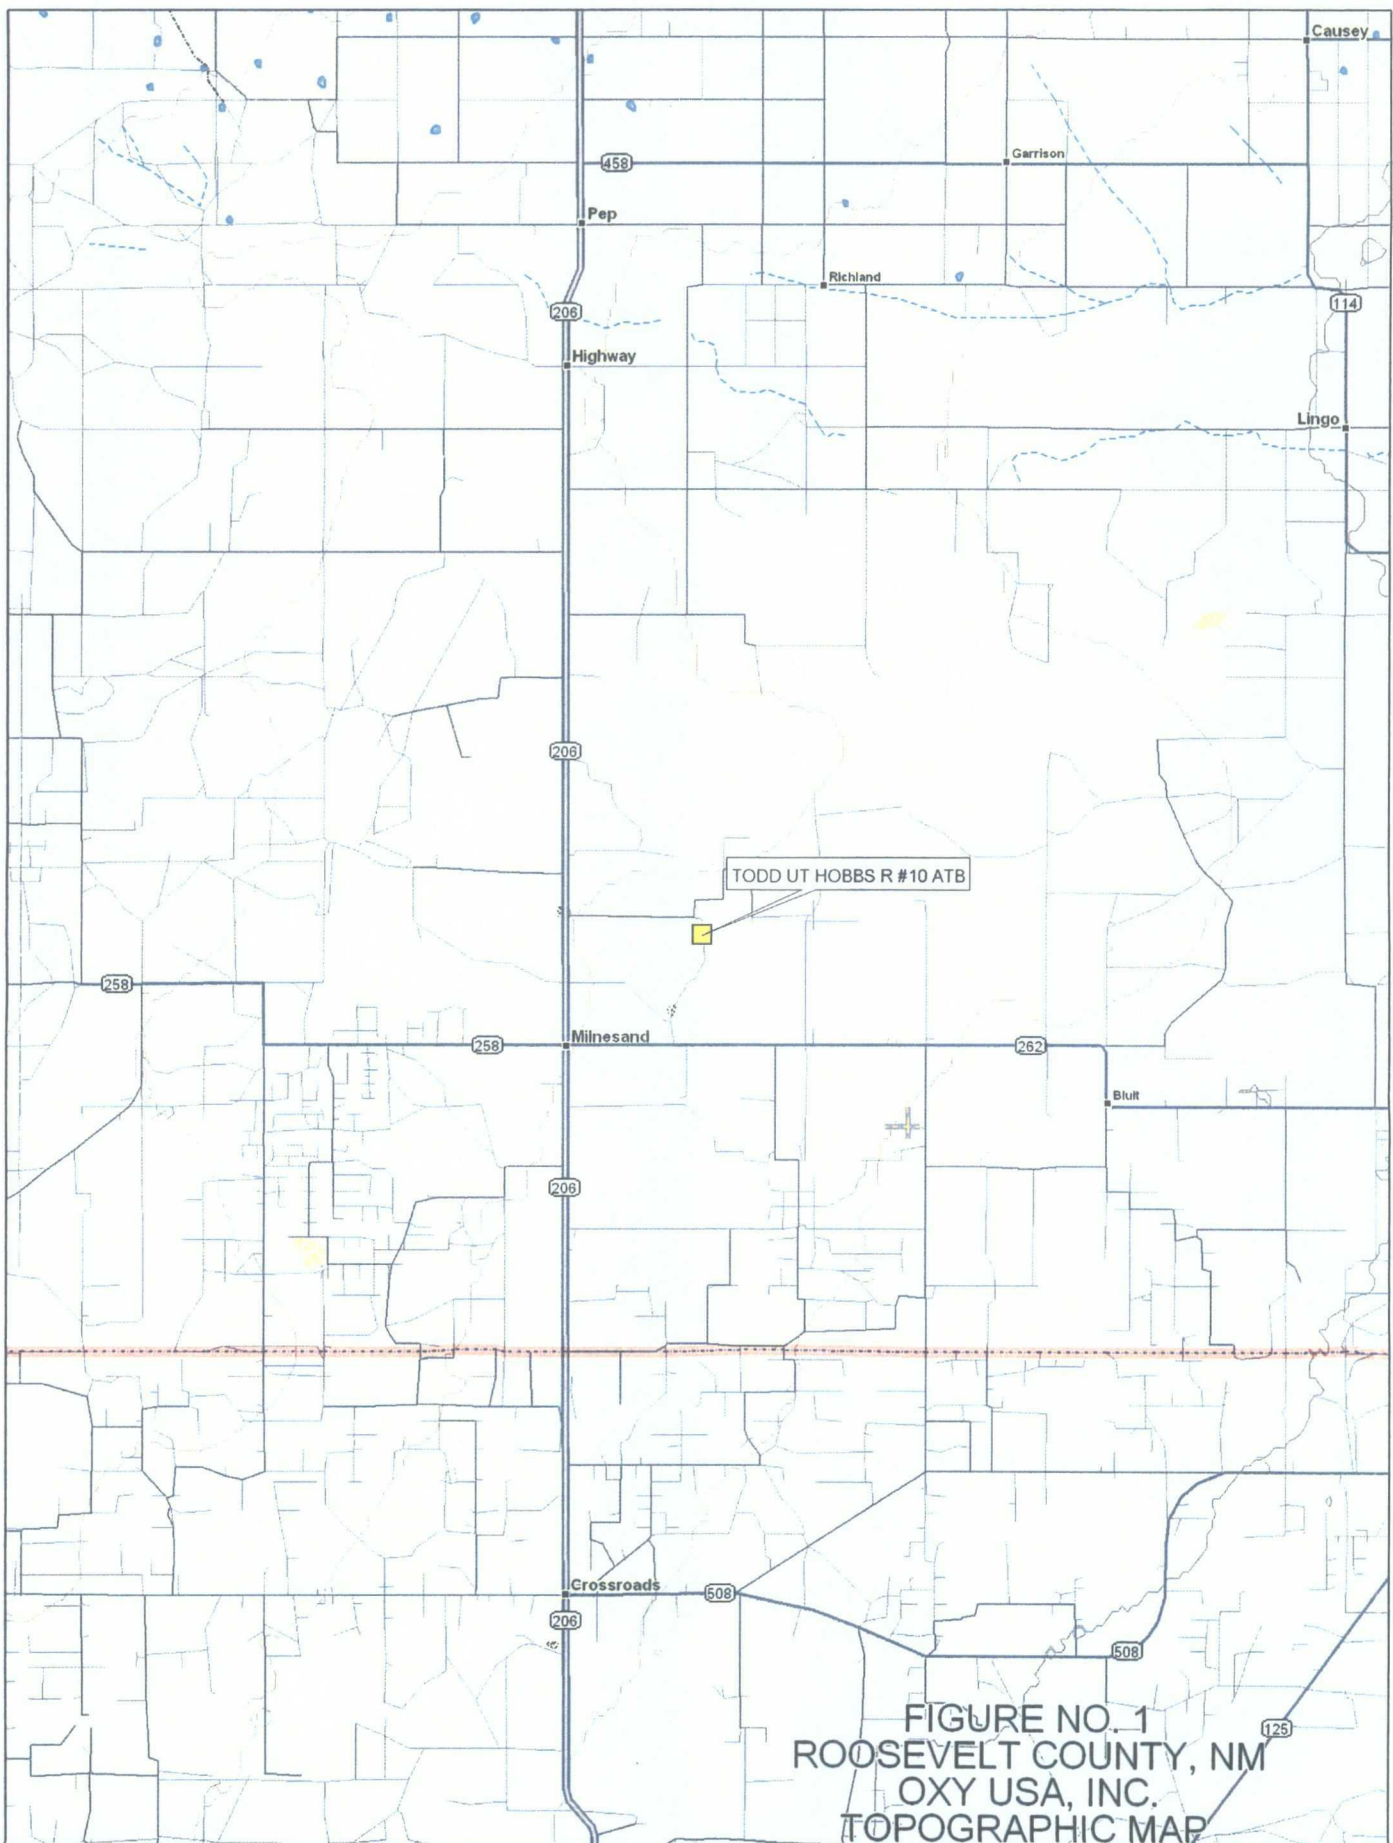 Causey
458
Garrison
Pep
Richland
206
114
Highway
Lingo
206
TODD UT HOBBS R #10 ATB
258
Milnesand
258
262
Bluit
206
Crossroads
508
206
508
FIGURE NO. 1
125
ROOSEVELT COUNTY, NM
OXY USA, INC.
TOPOGRAPHIC MAP